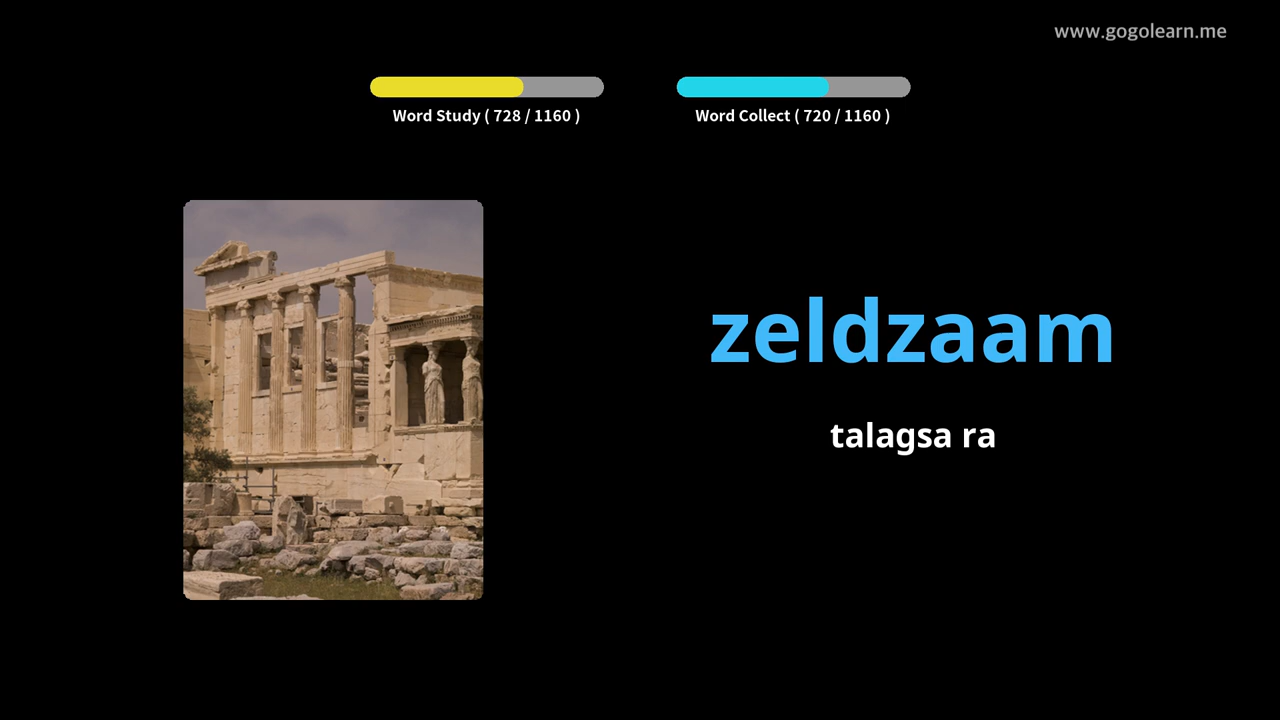 www.gogolearn.me
Word Study ( 728 / 1160 )
Word Collect ( 720 / 1160 )
zeldzaam
talagsa ra